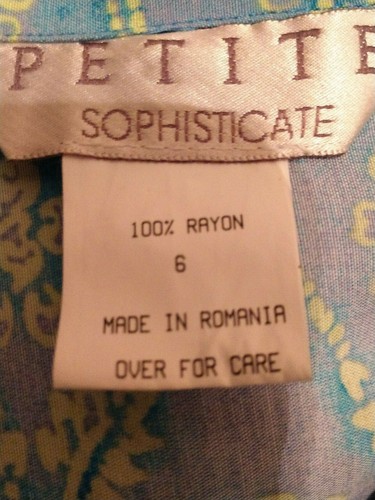 PETITE
SOPHISTICATE
100% RAYON
6
MADE IN ROMANIA
OVER FOR CARE